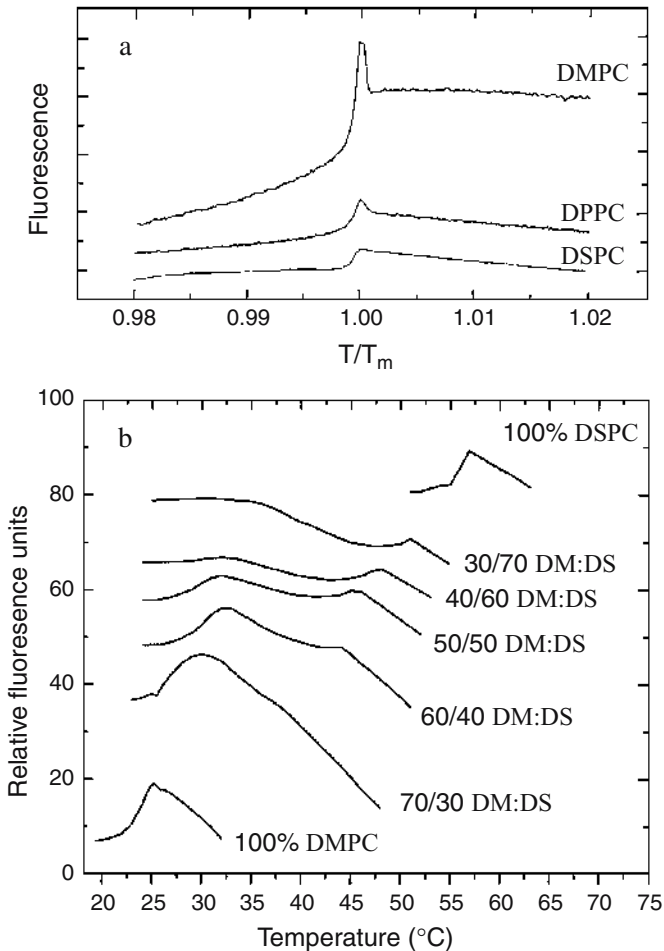 a
DMPC
DPPC
DSPC
Fluorescence
0.98 0.99 1.00 1.01 1.02
T/Tm
b
100% DSPC
30/70 DM:DS
40/60 DM:DS
50/50 DM:DS
60/40 DM:DS
70/30 DM:DS
100% DMPC
Relative fluoresence units
100
80
60
40
20
0
20 25 30 35 40 45 50 55 60 65 70 75
Temperature (°C)